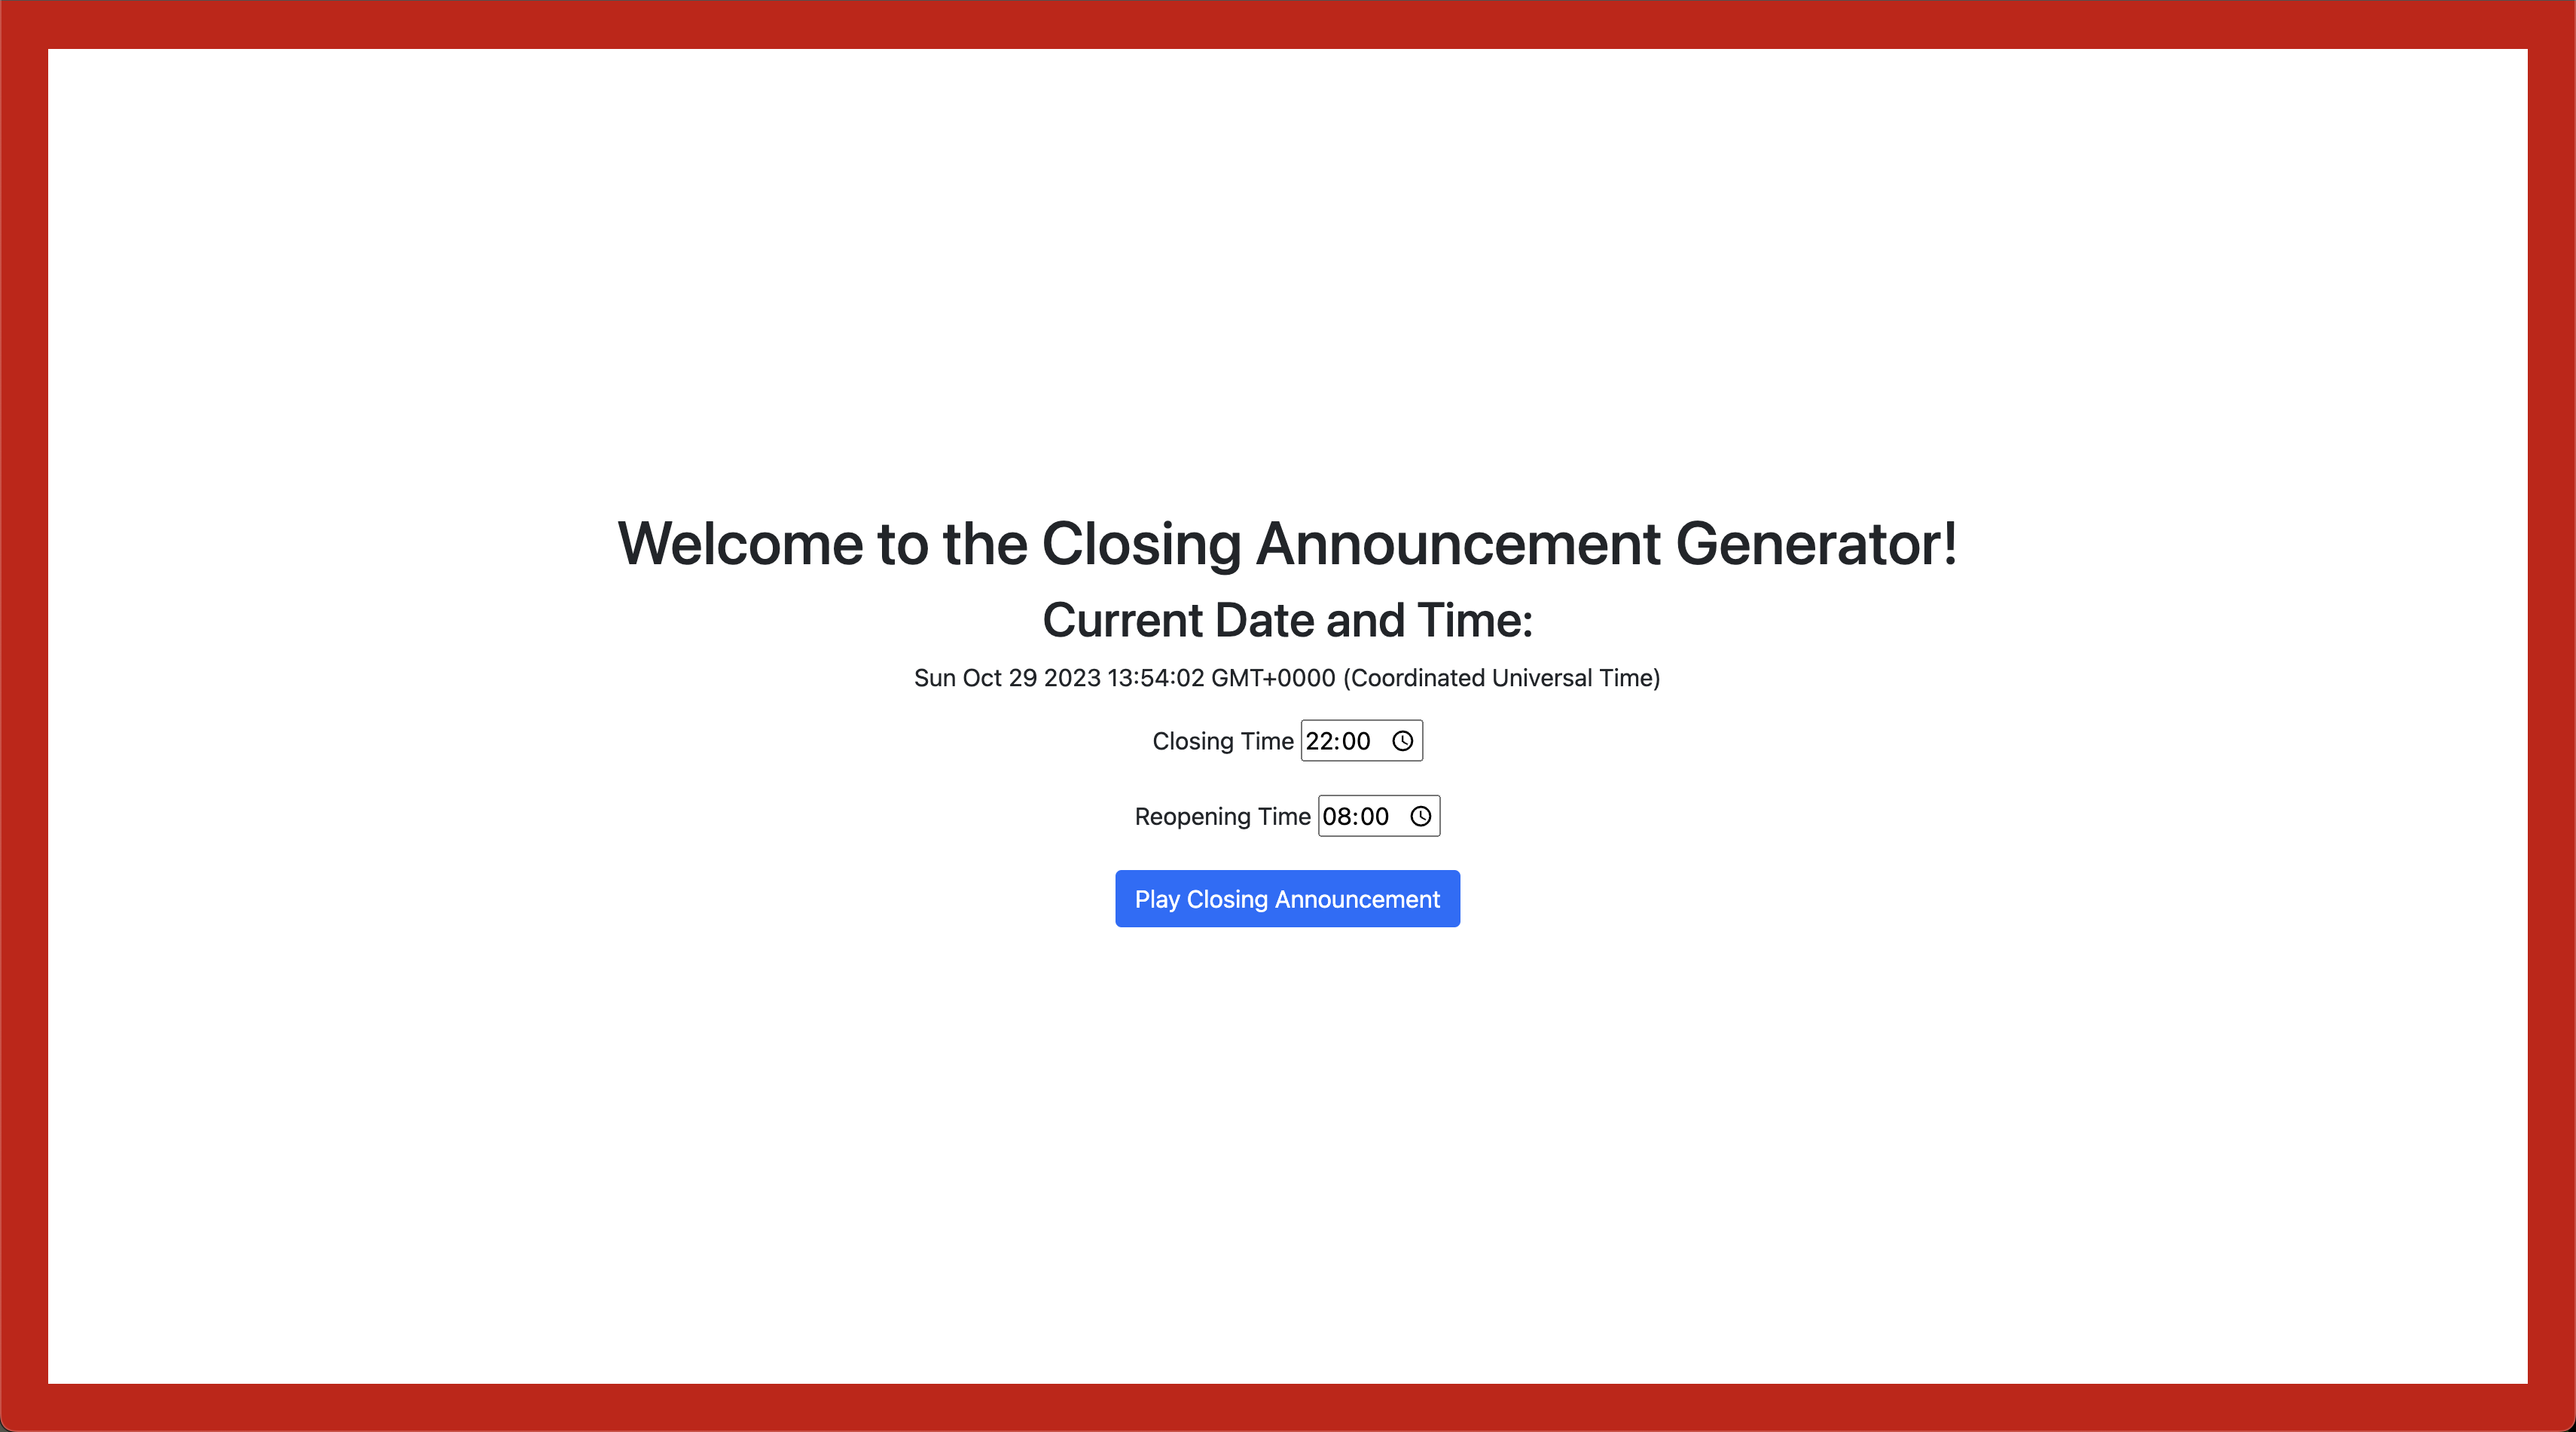 Welcome to the Closing Announcement Generator!
Current Date and Time:
Sun Oct 29 2023 13:54:02 GMT+0000 (Coordinated Universal Time)
Closing Time 22:00
Reopening Time 08:00
Play Closing Announcement